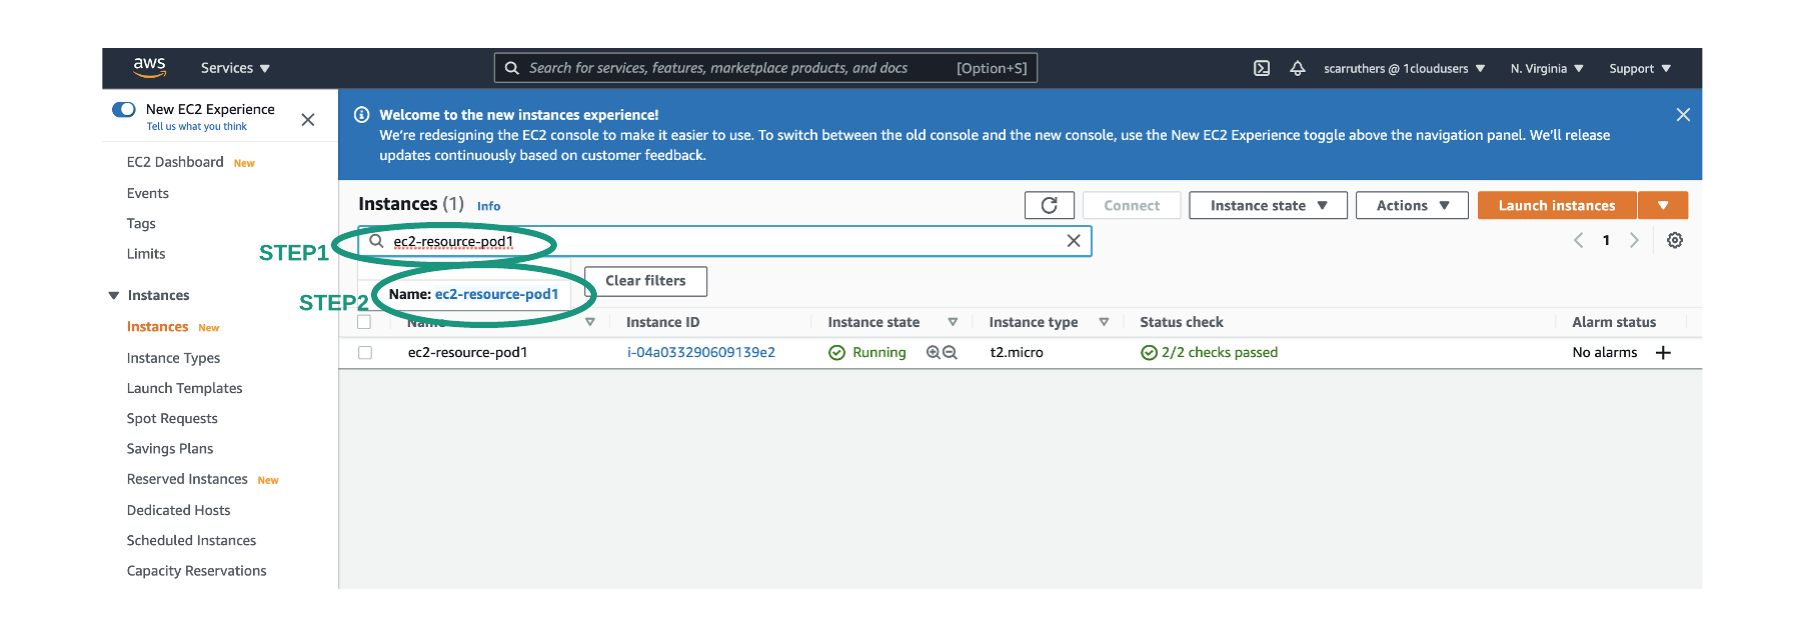 aws Services Search for services, features, marketplace products, and docs [Option+S] scarruthers @ 1cloudusers N. Virginia Support
New EC2 Experience
Tell us what you think
EC2 Dashboard New
Events
Tags
Limits
Instances
Instances New
Instance Types
Launch Templates
Spot Requests
Savings Plans
Reserved Instances New
Dedicated Hosts
Scheduled Instances
Capacity Reservations
Welcome to the new instances experience!
We're redesigning the EC2 console to make it easier to use. To switch between the old console and the new console, use the New EC2 Experience toggle above the navigation panel. We'll release
updates continuously based on customer feedback.
Instances (1) Info Connect Instance state Actions Launch instances
STEP1 ec2-resource-pod1 1
Clear filters
STEP2 Name: ec2-resource-pod1
Name Instance ID Instance state Instance type Status check Alarm status
ec2-resource-pod1 i-04a033290609139e2 Running t2.micro 2/2 checks passed No alarms